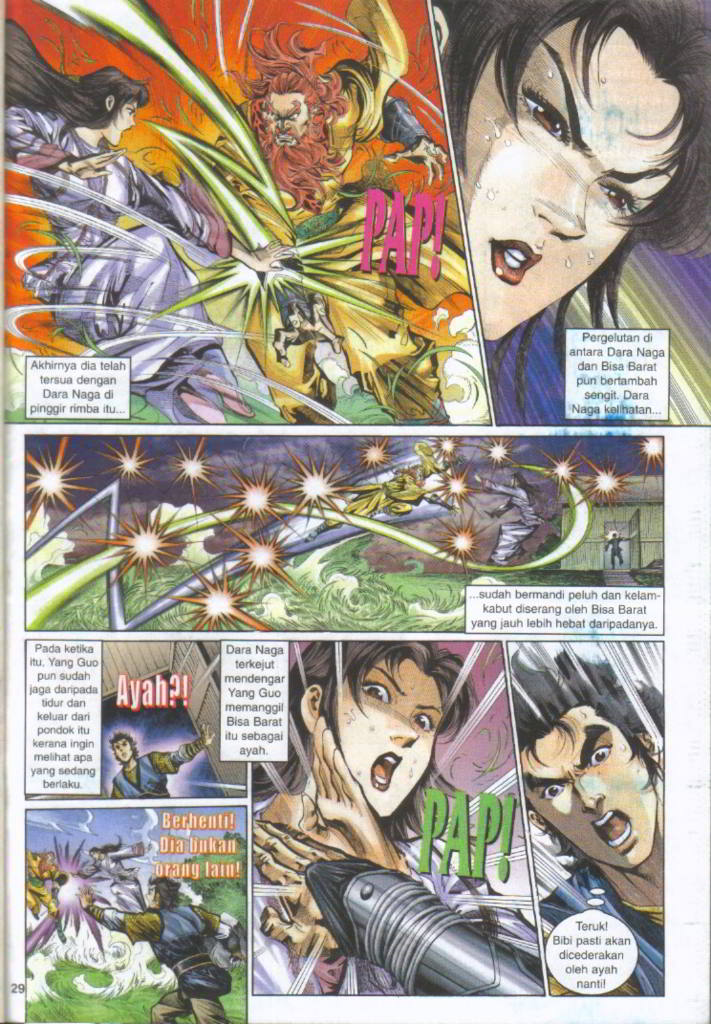 PAP!
Akhirnya dia telah
tersua dengan
Dara Naga di
pinggir rimba itu...
Pergelutan di
antara Dara Naga
dan Bisa Barat
pun bertambah
sengit. Dara
Naga kelihatan...
...sudah bermandi peluh dan kelam-
kabut diserang oleh Bisa Barat
yang jauh lebih hebat daripadanya.
Pada ketika
itu, Yang Guo
pun sudah
jaga daripada
tidur dan
keluar dari
pondok itu
kerana ingin
melihat apa
yang sedang
berlaku.
Ayah?!
Dara Naga
terkejut
mendengar
Yang Guo
memanggil
Bisa Barat
itu sebagai
ayah.
Berhenti!
Dia bukan
orang lain!
PAP!
Teruk!
Bibi pasti akan
dicederakan
oleh ayah
nanti!
29